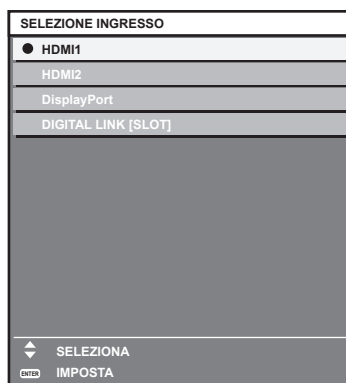 SELEZIONE INGRESSO
HDMI1
HDMI2
DisplayPort
DIGITAL LINK [SLOT]
SELEZIONA
ENTER IMPOSTA